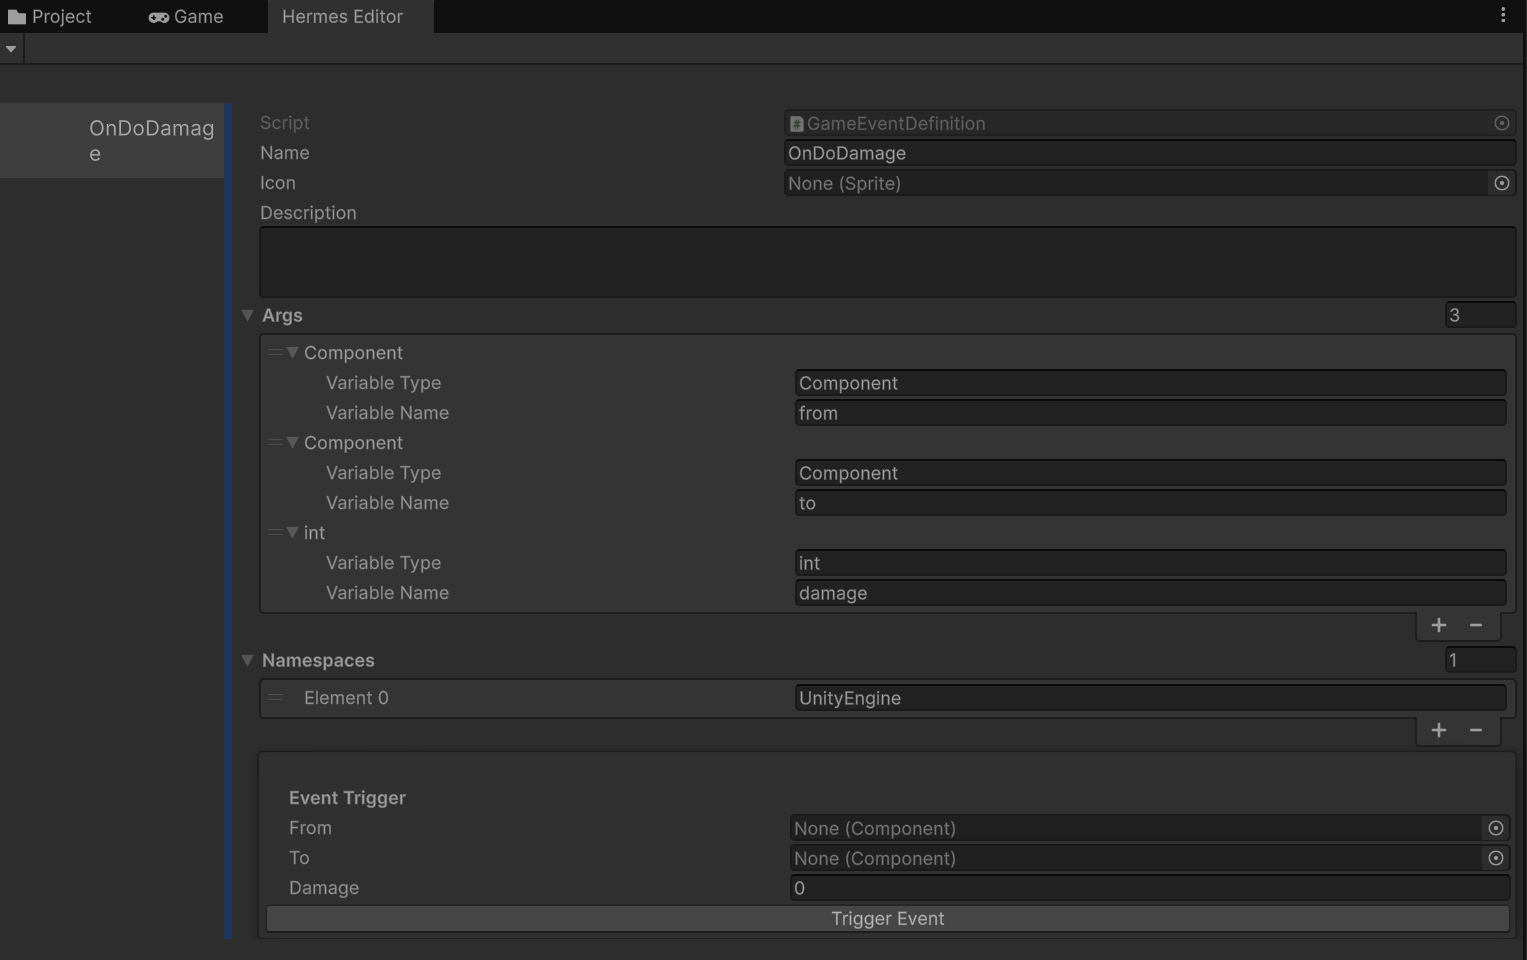 Project
Game
Hermes Editor
OnDoDamag
e
Script
GameEventDefinition
Name
OnDoDamage
Icon
None (Sprite)
Description
Args
3
Component
Variable Type
Component
Variable Name
from
Component
Variable Type
Component
Variable Name
to
int
Variable Type
int
Variable Name
damage
+ −
Namespaces
1
Element 0
UnityEngine
+ −
Event Trigger
From
None (Component)
To
None (Component)
Damage
0
Trigger Event